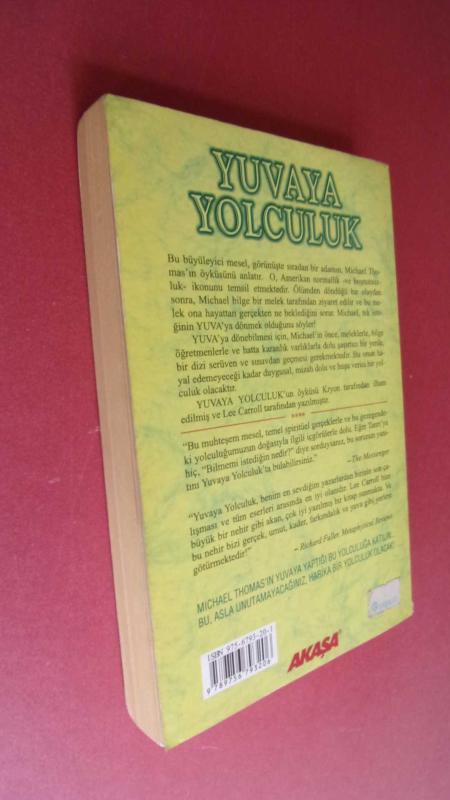 YUVAYA
YOLCULUK
Bu büyüleyici mesel, görünüşte sıradan bir adamın, Michael Tho-
mas'ın öyküsünü anlatır. O, Amerikan normallik -ve
luk- ikonunu temsil etmektedir. Ölümden döndüğü bir olaydan
sonra, Michael bilge bir melek tarafından ziyaret edilir ve bu me-
lek ona hayattan gerçekten ne beklediğini sorar. Michael, tek iste-
ğinin YUVA'ya dönmek olduğunu söyler!
YUVA'ya dönebilmesi için, Michael'in önce, meleklerle, bilge
öğretmenlerle ve hatta karanlık varlıklarla dolu şaşırtıcı bir yerde,
bir dizi serüven ve sınavdan geçmesi gerekmektedir. Bu onun ha-
yal edemeyeceği kadar duygusal, mizah dolu ve huşu verici bir yol-
culuk olacaktır.
YUVAYA YOLCULUK'un öyküsü Kryon tarafından ilham
edilmiş ve Lee Carroll tarafından yazılmıştır.
****
"Bu muhteşem mesel, temel spiritüel gerçeklerle ve bu gezegende-
ki yolculuğumuzun doğasıyla ilgili içgörülerle dolu. Eğer Tanrı'ya
hiç, "Bilmemi istediğin nedir?" diye sorduysanız, bu sorunun yanı-
tını Yuvaya Yolculuk'ta bulabilirsiniz."
–The Messenger
"Yuvaya Yolculuk, benim en sevdiğim yazarlardan birinin son ça-
lışması ve tüm eserleri arasında en iyi olanıdır. Lee Carroll bize
büyük bir nehir gibi akan, çok iyi yazılmış bir kitap sunmakta. Ve
bu nehir bizi gerçek, umut, kader, farkındalık ve yuva gibi yerlere
götürmektedir!"
– Richard Fuller, Metaphysical Reviews
MICHAEL THOMAS'IN YUVAYA YAPTIĞI BU YOLCULUĞA KATILIN...
BU, ASLA UNUTAMAYACAĞINIZ, HARİKA BİR YOLCULUK OLACAK!
ISBN 975-6793-20-1
9 789756 793206
AKAŞA